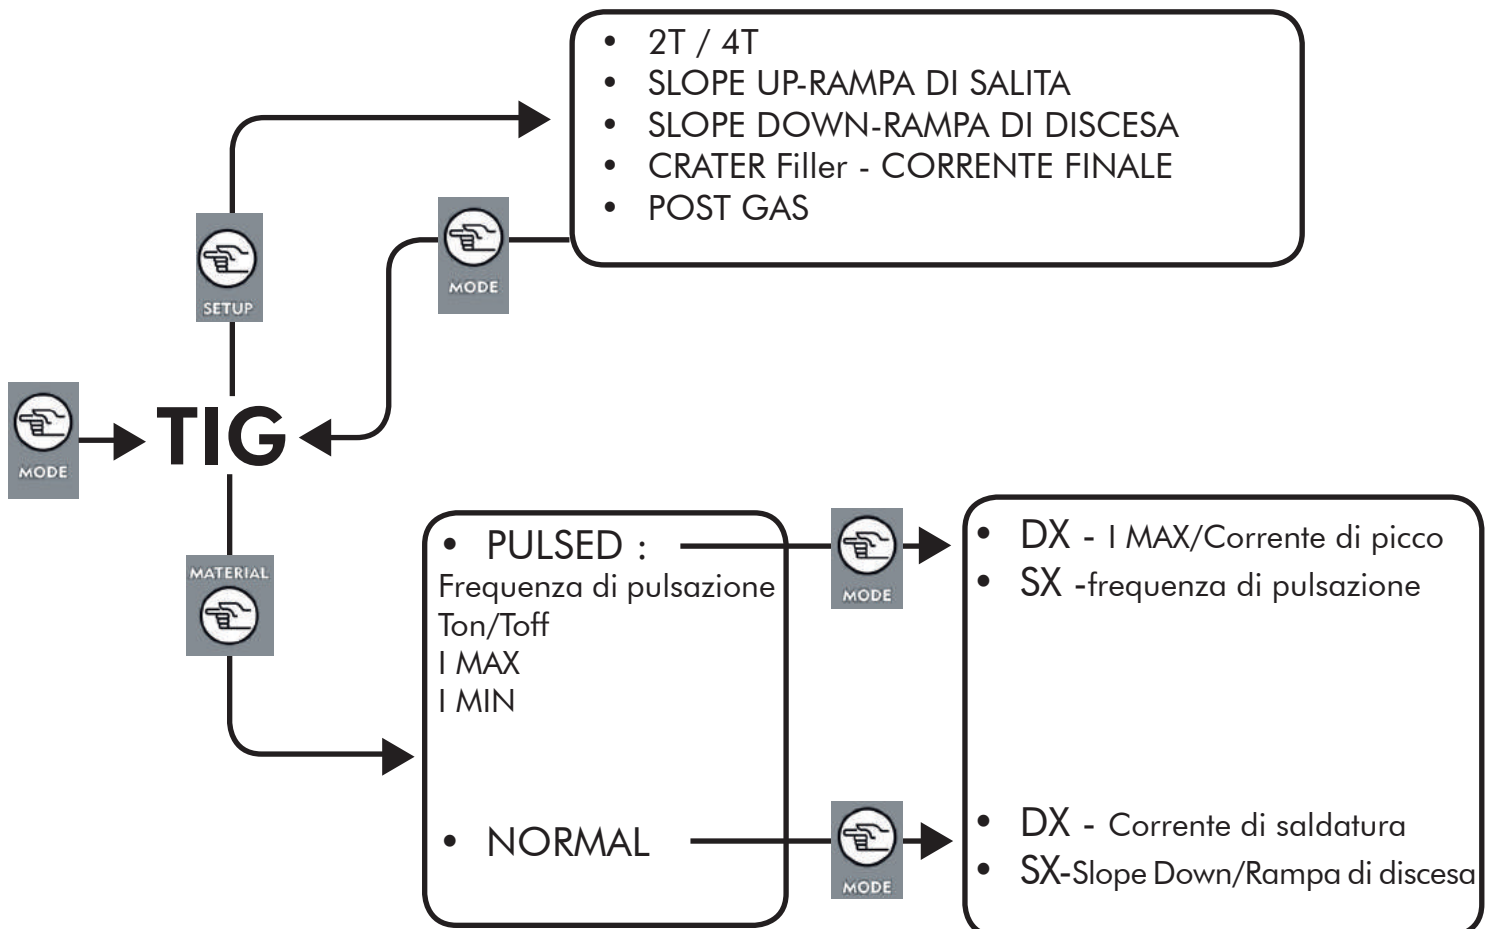 • 2T / 4T
• SLOPE UP-RAMPA DI SALITA
• SLOPE DOWN-RAMPA DI DISCESA
• CRATER Filler - CORRENTE FINALE
• POST GAS
MODE
SETUP
MODE
TIG
MATERIAL
• PULSED :
Frequenza di pulsazione
Ton/Toff
I MAX
I MIN
• NORMAL
MODE
• DX - I MAX/Corrente di picco
• SX -frequenza di pulsazione
MODE
• DX - Corrente di saldatura
• SX-Slope Down/Rampa di discesa